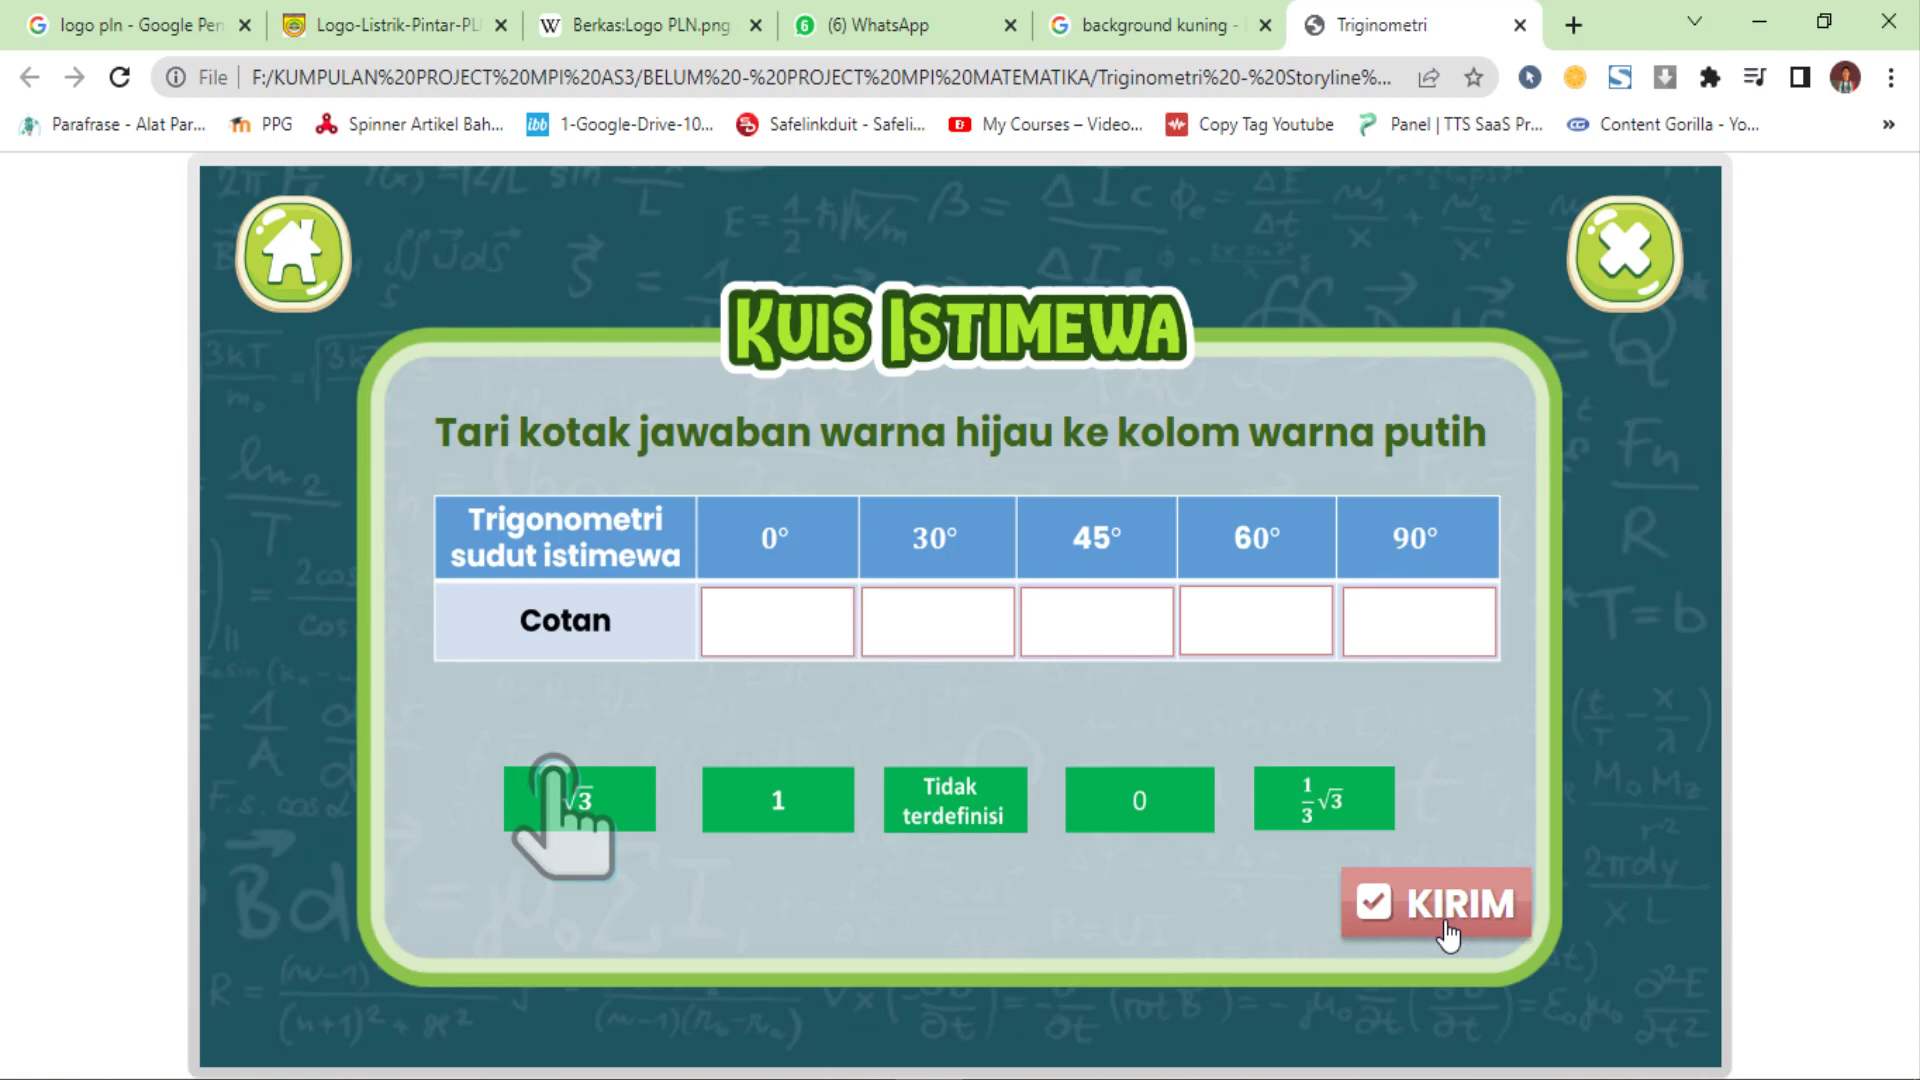 logo pln - Google Pen
Logo-Listrik-Pintar-PL
Berkas:Logo PLN.png
(6) WhatsApp
background kuning -
Triginometri
File
F:/KUMPULAN%20PROJECT%20MPI%20AS3/BELUM%20-%20PROJECT%20MPI%20MATEMATIKA/Triginometri%20-%20Storyline%...
Parafrase - Alat Par...
PPG
Spinner Artikel Bah...
1-Google-Drive-10...
Safelinkduit - Safeli...
My Courses – Video...
Copy Tag Youtube
Panel | TTS SaaS Pr...
Content Gorilla - Yo...
KUIS ISTIMEWA
Tari kotak jawaban warna hijau ke kolom warna putih
Trigonometri sudut istimewa
0°
30°
45°
60°
90°
Cotan
√3
1
Tidak
terdefinisi
0
1/3 √3
KIRIM